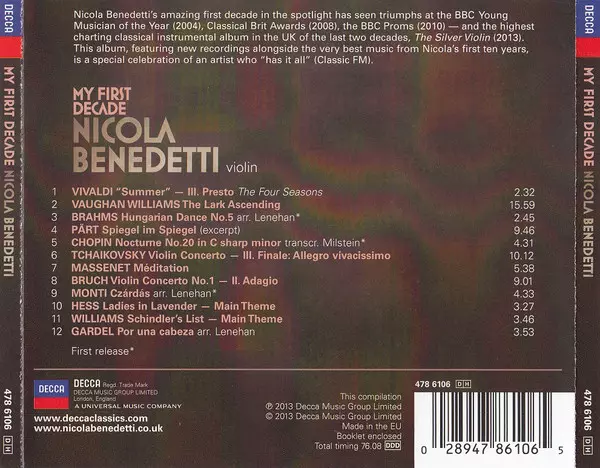 DECCA
MY FIRST DECADE NICOLA BENEDETTI
478 6106
DH
Nicola Benedetti's amazing first decade in the spotlight has seen triumphs at the BBC Young
Musician of the Year (2004), Classical Brit Awards (2008), the BBC Proms (2010) — and the highest
charting classical instrumental album in the UK of the last two decades, The Silver Violin (2013).
This album, featuring new recordings alongside the very best music from Nicola's first ten years,
is a special celebration of an artist who "has it all" (Classic FM).
MY FIRST
DECADE
NICOLA
BENEDETTI violin
1 VIVALDI "Summer" — III. Presto The Four Seasons 2.32
2 VAUGHAN WILLIAMS The Lark Ascending 15.59
3 BRAHMS Hungarian Dance No.5 arr. Lenehan* 2.45
4 PÄRT Spiegel im Spiegel (excerpt) 9.46
5 CHOPIN Nocturne No.20 in C sharp minor transcr. Milstein* 4.31
6 TCHAIKOVSKY Violin Concerto — III. Finale: Allegro vivacissimo 10.12
7 MASSENET Méditation 5.38
8 BRUCH Violin Concerto No.1 — II. Adagio 9.01
9 MONTI Czárdás arr. Lenehan* 4.33
10 HESS Ladies in Lavender — Main Theme 3.27
11 WILLIAMS Schindler's List — Main Theme 3.46
12 GARDEL Por una cabeza arr. Lenehan 3.53
First release*
DECCA
DECCA Regd. Trade Mark
DECCA MUSIC GROUP LIMITED
London, England
A UNIVERSAL MUSIC COMPANY
www.deccaclassics.com
www.nicolabenedetti.co.uk
This compilation
℗ 2013 Decca Music Group Limited
© 2013 Decca Music Group Limited
Made in the EU
Booklet enclosed
Total timing 76.08 DDD
478 6106 DH
0 28947 86106 5
DECCA
MY FIRST DECADE NICOLA BENEDETTI
478 6106
DH